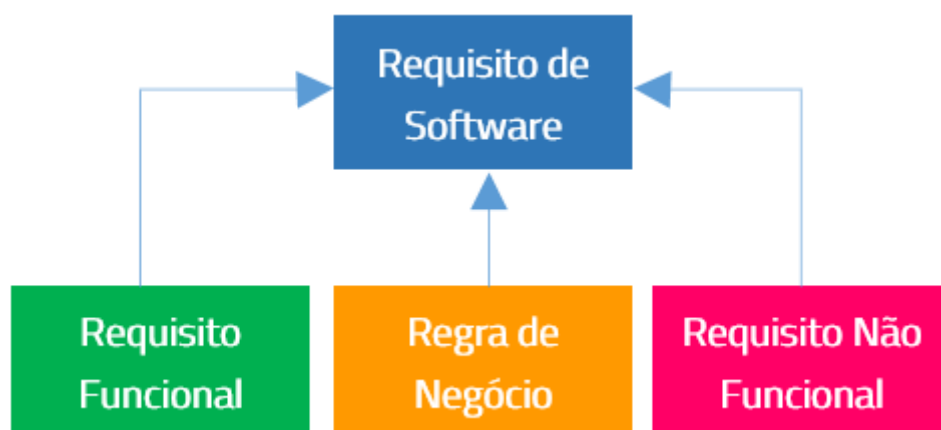 Requisito de
Software
Requisito
Funcional
Regra de
Negócio
Requisito Não
Funcional